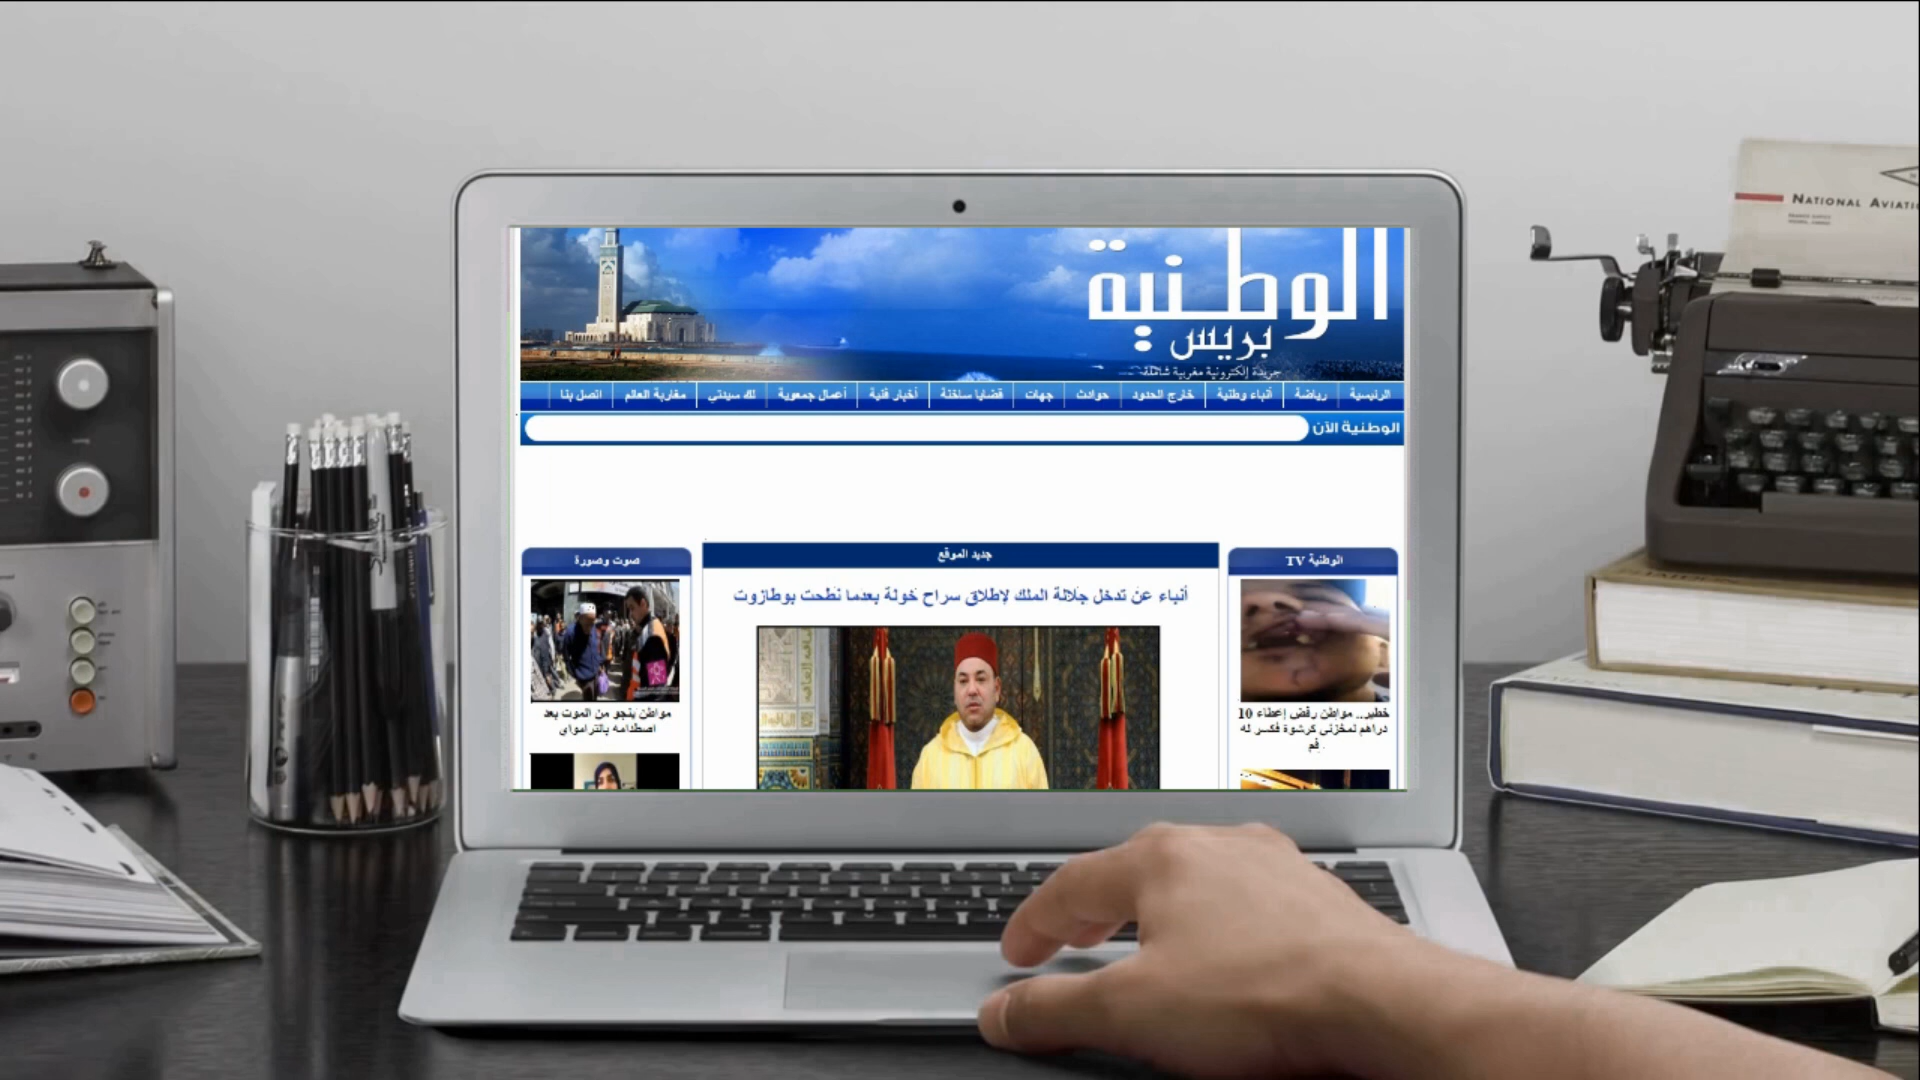 الوطنية
بريس
جريدة إلكترونية مغربية شاملة
الرئيسية
رياضة
أنباء وطنية
خارج الحدود
حوادث
جهات
قضايا ساخنة
أخبار فنية
أعمال جمعوية
لك سيدتي
مغاربة العالم
اتصل بنا
الوطنية الآن
الوطنية TV
خطير.. مواطن رفض إعطاء 10
دراهم لمخزني كرشوة فكسر له
فم
جديد الموقع
أنباء عن تدخل جلالة الملك لإطلاق سراح خولة بعدما نطحت بوطازوت
صوت وصورة
مواطن ينجو من الموت بعد
اصطدامه بالترامواي
NATIONAL AVIATI